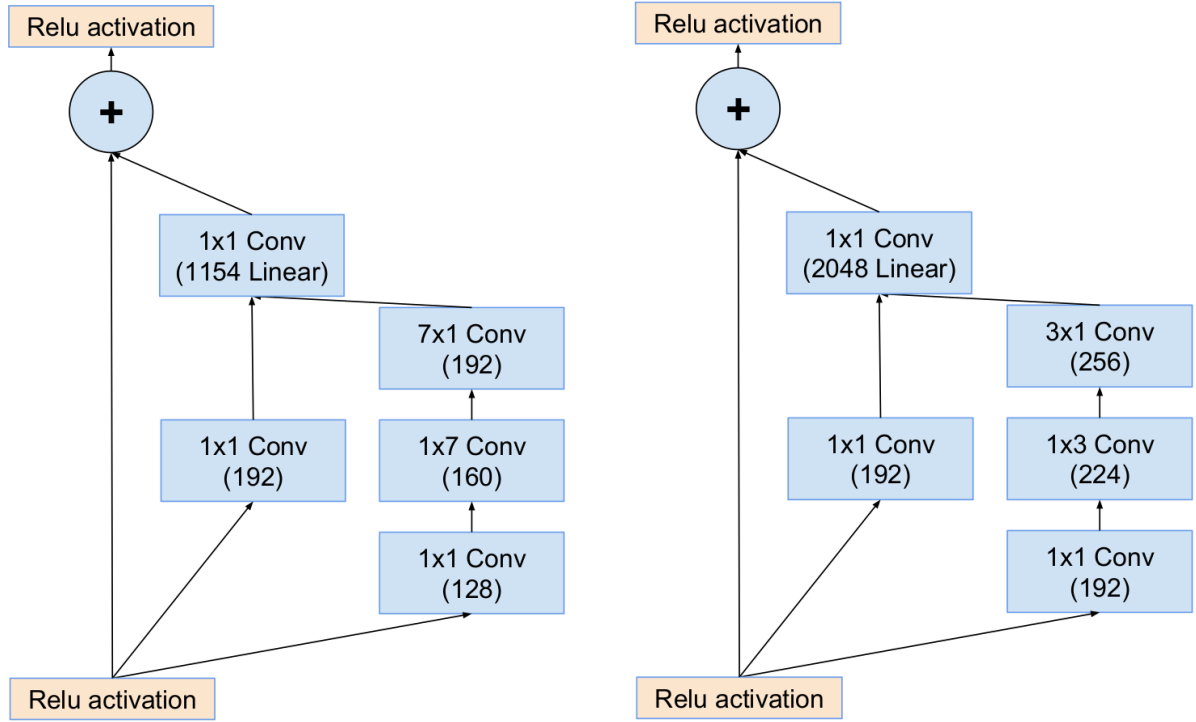 Relu activation
+
1x1 Conv
(1154 Linear)
7x1 Conv
(192)
1x1 Conv
(192)
1x7 Conv
(160)
1x1 Conv
(128)
Relu activation
Relu activation
+
1x1 Conv
(2048 Linear)
3x1 Conv
(256)
1x1 Conv
(192)
1x3 Conv
(224)
1x1 Conv
(192)
Relu activation